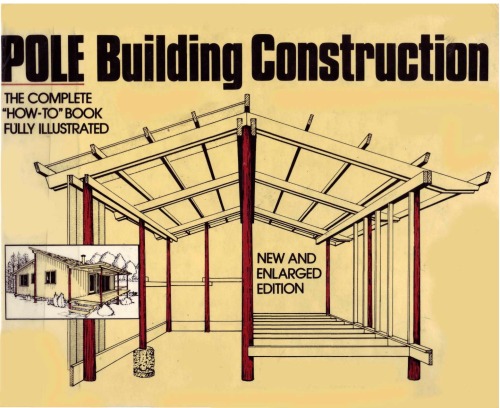 POLE Building Construction
THE COMPLETE
"HOW-TO" BOOK
FULLY ILLUSTRATED
NEW AND
ENLARGED
EDITION